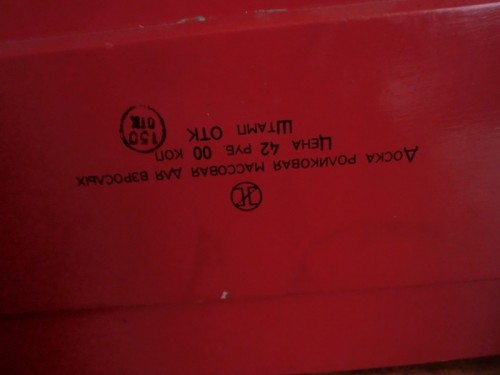 Доска роликовая массовая для взрослых
Цена 42 руб. 00 коп
Штамп ОТК
150
ОТК